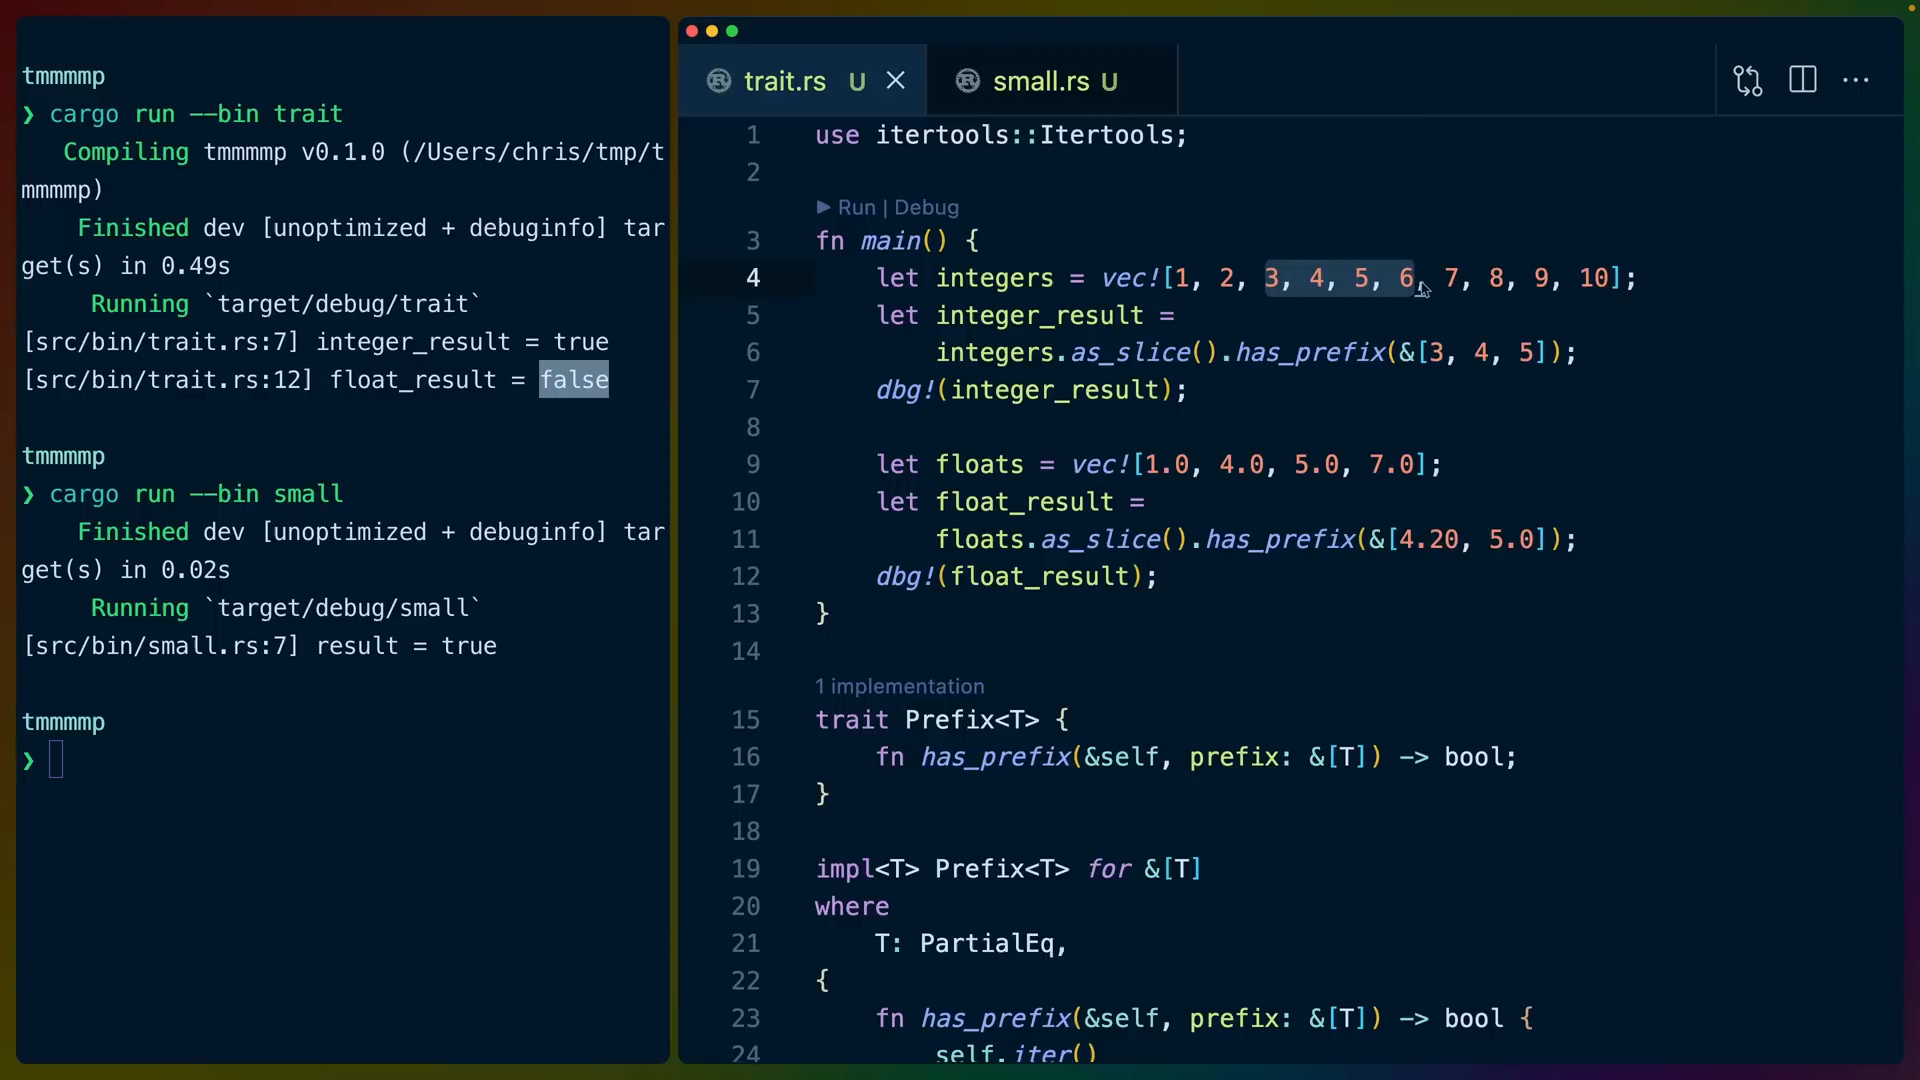 tmmmmp
❯ cargo run --bin trait
Compiling tmmmmp v0.1.0 (/Users/chris/tmp/t
mmmmp)
Finished dev [unoptimized + debuginfo] tar
get(s) in 0.49s
Running `target/debug/trait`
[src/bin/trait.rs:7] integer_result = true
[src/bin/trait.rs:12] float_result = false
tmmmmp
❯ cargo run --bin small
Finished dev [unoptimized + debuginfo] tar
get(s) in 0.02s
Running `target/debug/small`
[src/bin/small.rs:7] result = true
tmmmmp
❯
trait.rs U
small.rs U
1 use itertools::Itertools;
2
Run | Debug
3 fn main() {
4 let integers = vec![1, 2, 3, 4, 5, 6, 7, 8, 9, 10];
5 let integer_result =
6 integers.as_slice().has_prefix(&[3, 4, 5]);
7 dbg!(integer_result);
8
9 let floats = vec![1.0, 4.0, 5.0, 7.0];
10 let float_result =
11 floats.as_slice().has_prefix(&[4.20, 5.0]);
12 dbg!(float_result);
13 }
14
1 implementation
15 trait Prefix<T> {
16 fn has_prefix(&self, prefix: &[T]) -> bool;
17 }
18
19 impl<T> Prefix<T> for &[T]
20 where
21 T: PartialEq,
22 {
23 fn has_prefix(&self, prefix: &[T]) -> bool {
24 self.iter()